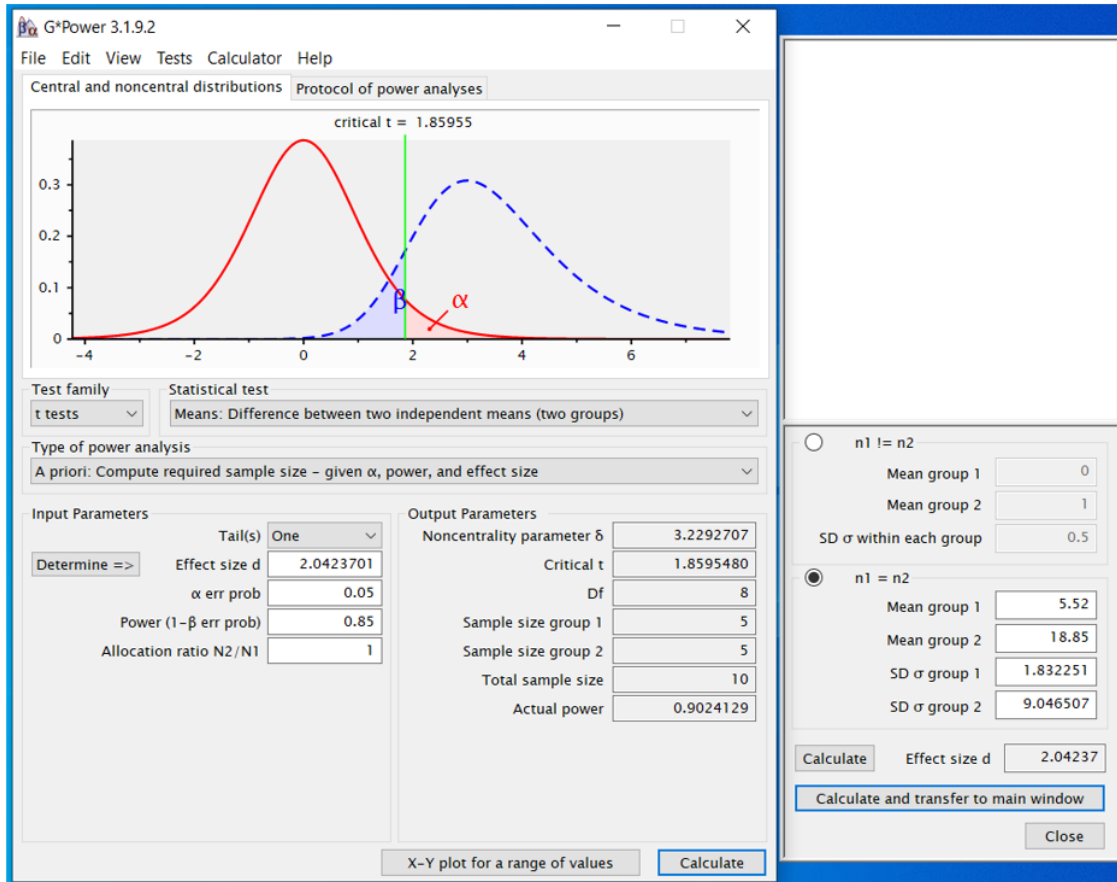 G*Power 3.1.9.2
File Edit View Tests Calculator Help
Central and noncentral distributions Protocol of power analyses
critical t = 1.85955
0.3
0.2
0.1
0
β
α
-4 -2 0 2 4 6
Test family
t tests
Statistical test
Means: Difference between two independent means (two groups)
Type of power analysis
A priori: Compute required sample size - given α, power, and effect size
Input Parameters
Tail(s) One
Determine => Effect size d 2.0423701
α err prob 0.05
Power (1-β err prob) 0.85
Allocation ratio N2/N1 1
Output Parameters
Noncentrality parameter δ 3.2292707
Critical t 1.8595480
Df 8
Sample size group 1 5
Sample size group 2 5
Total sample size 10
Actual power 0.9024129
X-Y plot for a range of values Calculate
n1 != n2
Mean group 1 0
Mean group 2 1
SD σ within each group 0.5
n1 = n2
Mean group 1 5.52
Mean group 2 18.85
SD σ group 1 1.832251
SD σ group 2 9.046507
Calculate Effect size d 2.04237
Calculate and transfer to main window
Close